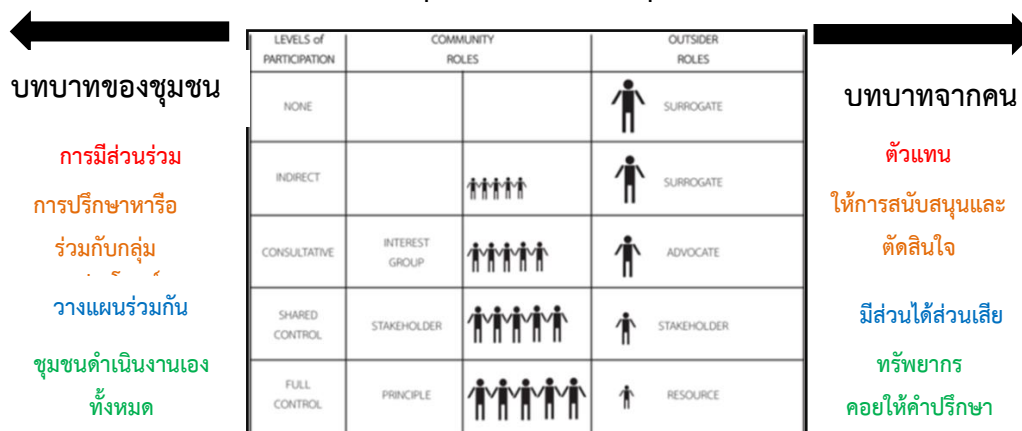 บทบาทของชุมชน
การมีส่วนร่วม
การปรึกษาหารือ
ร่วมกับกลุ่ม
วางแผนร่วมกัน
ชุมชนดำเนินงานเอง
ทั้งหมด
LEVELS of PARTICIPATION
COMMUNITY ROLES
OUTSIDER ROLES
NONE
SURROGATE
INDIRECT
SURROGATE
CONSULTATIVE
INTEREST GROUP
ADVOCATE
SHARED CONTROL
STAKEHOLDER
STAKEHOLDER
FULL CONTROL
PRINCIPLE
RESOURCE
บทบาทจากคน
ตัวแทน
ให้การสนับสนุนและ
ตัดสินใจ
มีส่วนได้ส่วนเสีย
ทรัพยากร
คอยให้คำปรึกษา